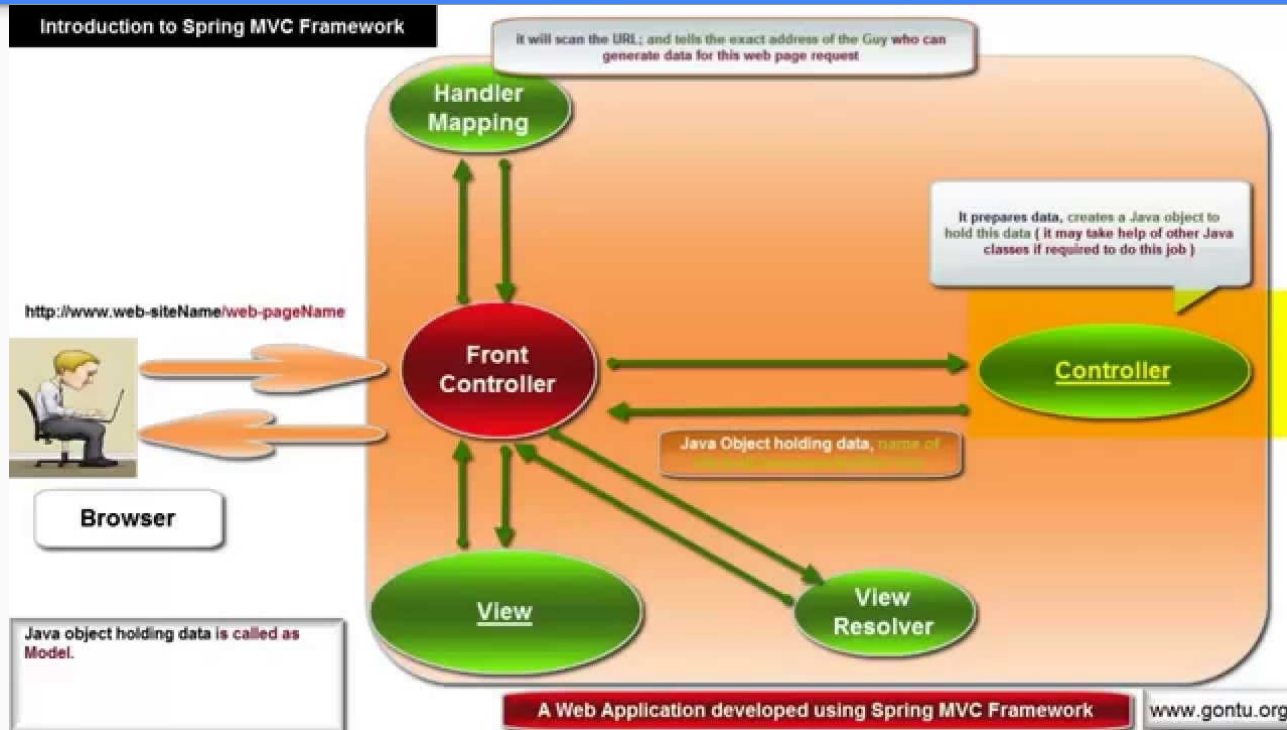 Introduction to Spring MVC Framework
it will scan the URL; and tells the exact address of the Guy who can
generate data for this web page request
Handler
Mapping
It prepares data, creates a Java object to
hold this data ( it may take help of other Java
classes if required to do this job )
http://www.web-siteName/web-pageName
Front
Controller
Controller
Java Object holding data, name of
Browser
View
View
Resolver
Java object holding data is called as
Model.
A Web Application developed using Spring MVC Framework
www.gontu.org